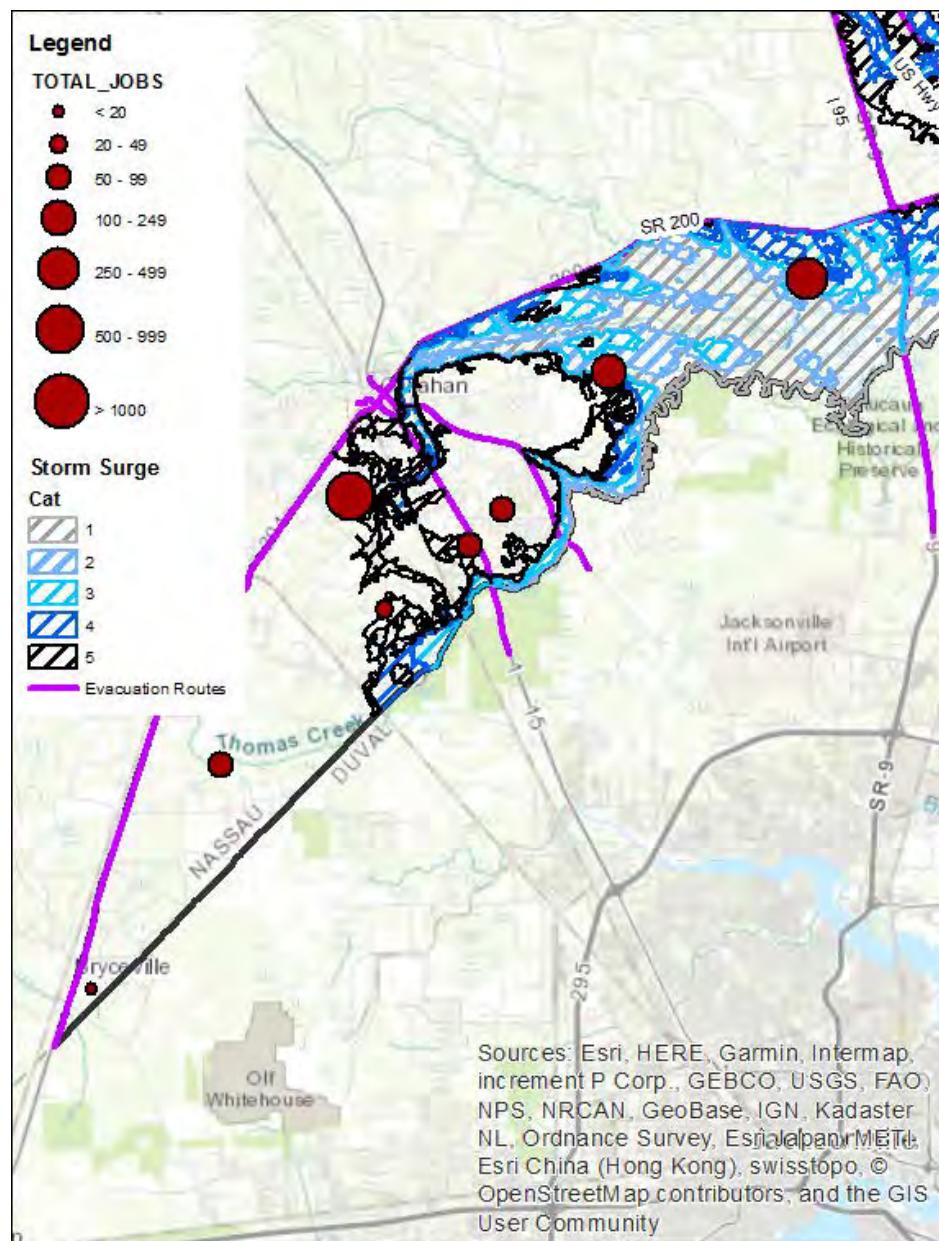 Legend
TOTAL_JOBS
< 20
20 - 49
50 - 99
100 - 249
250 - 499
500 - 999
> 1000
Storm Surge
Cat
1
2
3
4
5
Evacuation Routes
US Hwy
I 95
SR 200
200
Ecological and
Historical
Preserve
9
Jacksonville
Int'l Airport
1
15
Thomas Creek
DUVAL
NASSAU
SR-9
Bryceville
295
Olf
Whitehouse
Sources: Esri, HERE, Garmin, Intermap,
increment P Corp., GEBCO, USGS, FAO,
NPS, NRCAN, GeoBase, IGN, Kadaster
NL, Ordnance Survey, Esri Japan, METI,
Esri China (Hong Kong), swisstopo, ©
OpenStreetMap contributors, and the GIS
User Community